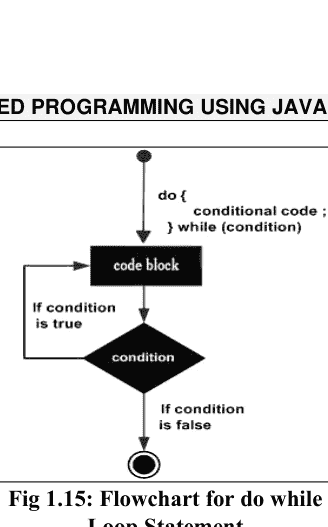 ED PROGRAMMING USING JAVA
do {
conditional code ;
} while (condition)
code block
If condition
is true
condition
If condition
is false
Fig 1.15: Flowchart for do while
Loop Statement